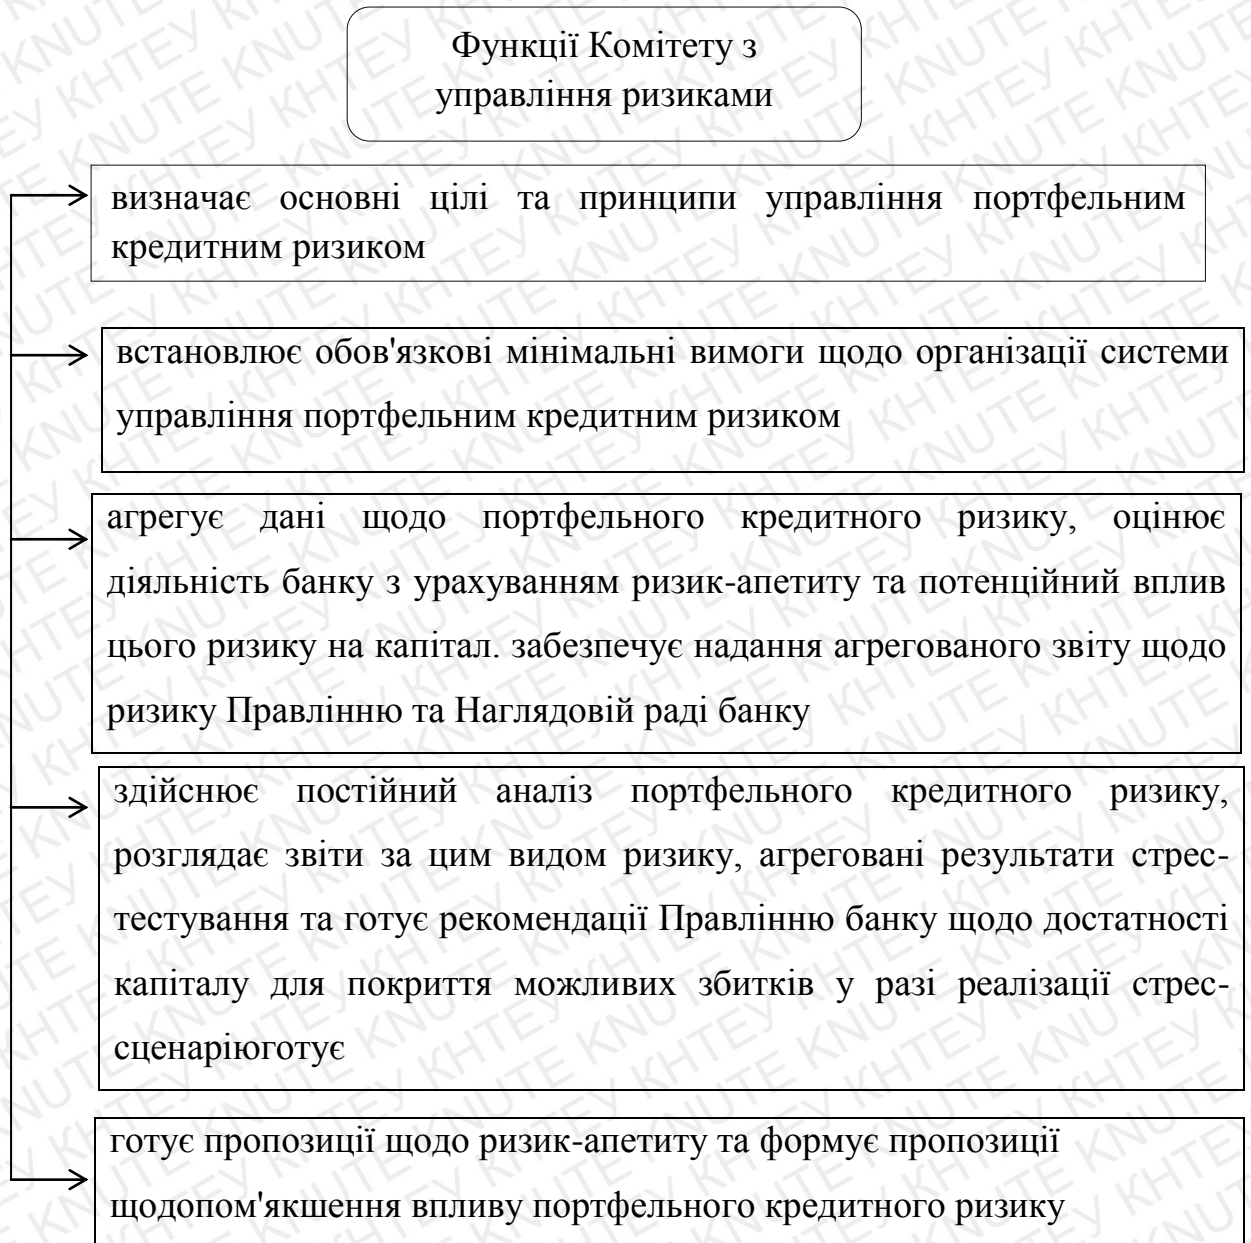 Функції Комітету з
управління ризиками
визначає основні цілі та принципи управління портфельним
кредитним ризиком
встановлює обов'язкові мінімальні вимоги щодо організації системи
управління портфельним кредитним ризиком
агрегує дані щодо портфельного кредитного ризику, оцінює
діяльність банку з урахуванням ризик-апетиту та потенційний вплив
цього ризику на капітал. забезпечує надання агрегованого звіту щодо
ризику Правлінню та Наглядовій раді банку
здійснює постійний аналіз портфельного кредитного ризику,
розглядає звіти за цим видом ризику, агреговані результати стрес-
тестування та готує рекомендації Правлінню банку щодо достатності
капіталу для покриття можливих збитків у разі реалізації стрес-
сценаріюготує
готує пропозиції щодо ризик-апетиту та формує пропозиції
щодопом'якшення впливу портфельного кредитного ризику